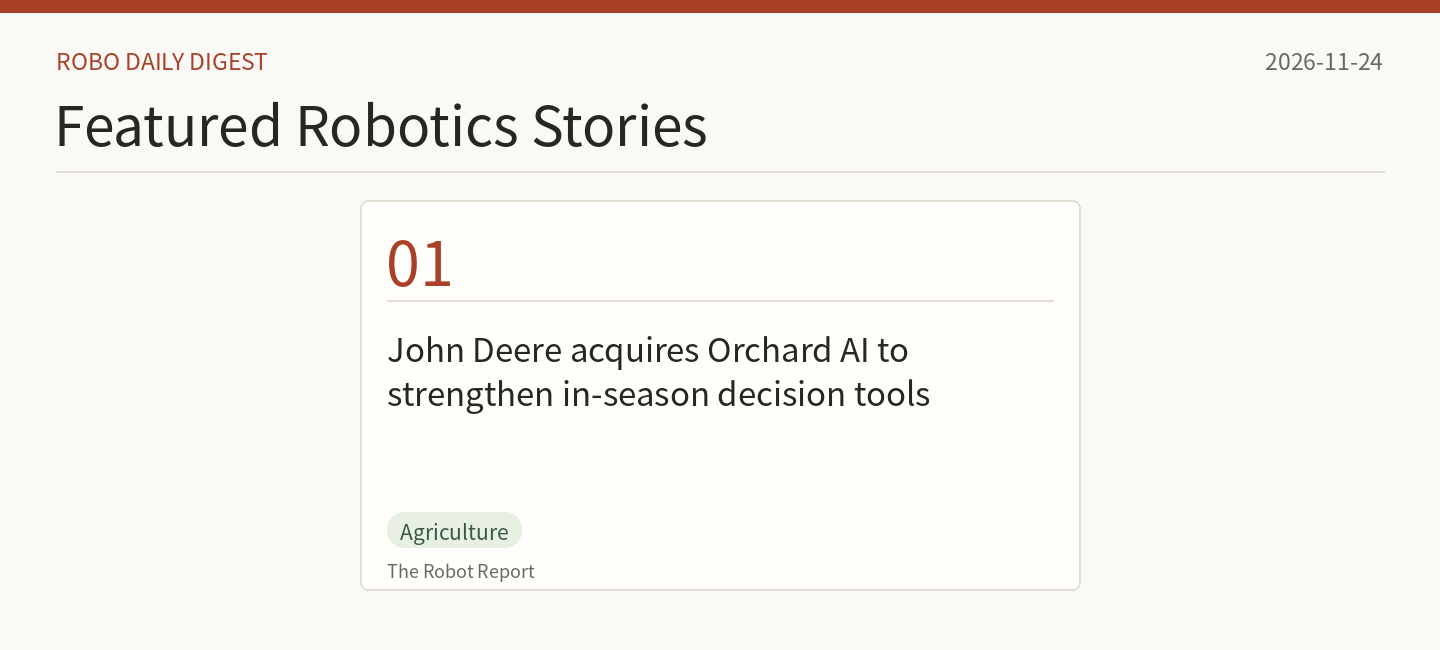 ROBO DAILY DIGEST
2026-11-24
Featured Robotics Stories
01
John Deere acquires Orchard AI to
strengthen in-season decision tools
Agriculture
The Robot Report